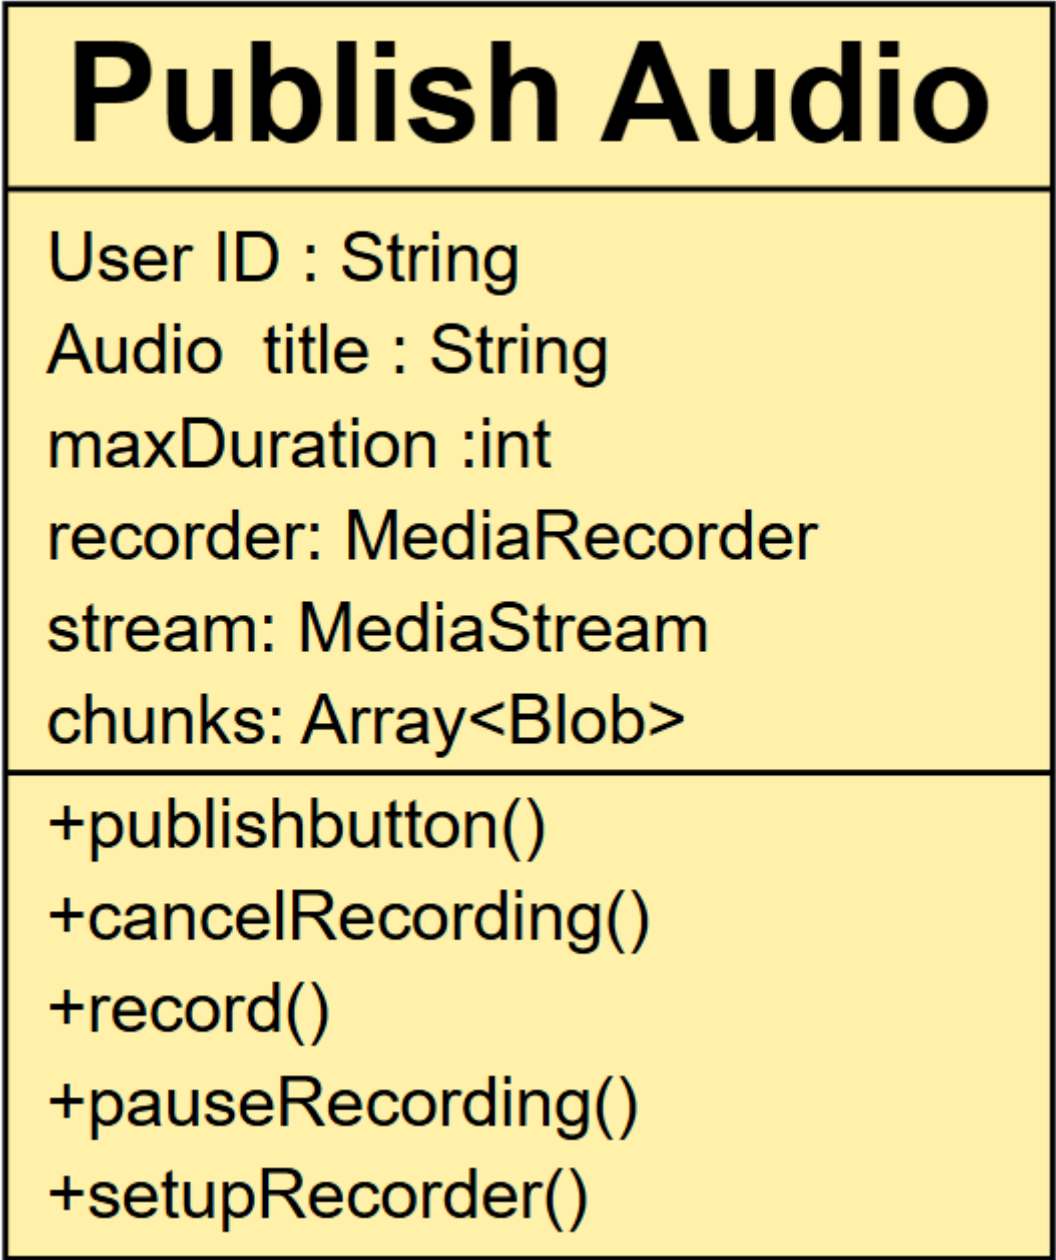 Publish Audio
User ID : String
Audio  title : String
maxDuration :int
recorder: MediaRecorder
stream: MediaStream
chunks: Array<Blob>
+publishbutton()
+cancelRecording()
+record()
+pauseRecording()
+setupRecorder()